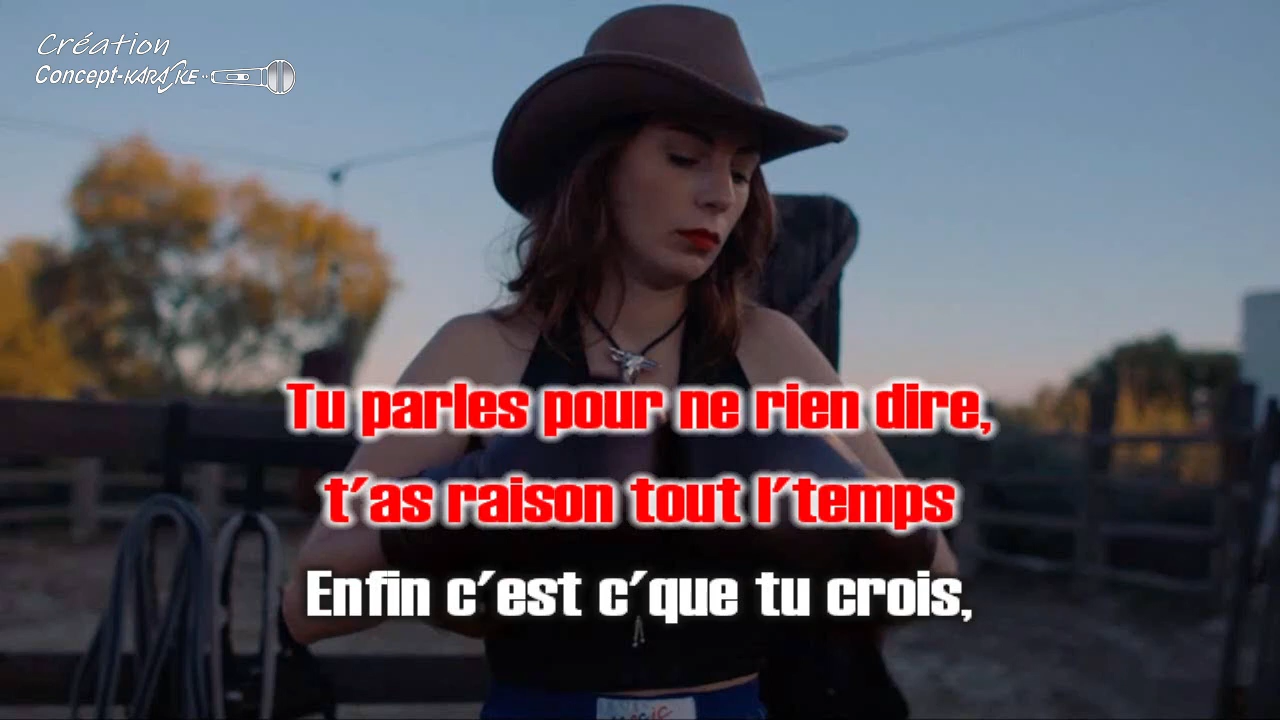 Création
Concept-KARAOKE
Tu parles pour ne rien dire,
t'as raison tout l'temps
Enfin c'est c'que tu crois,